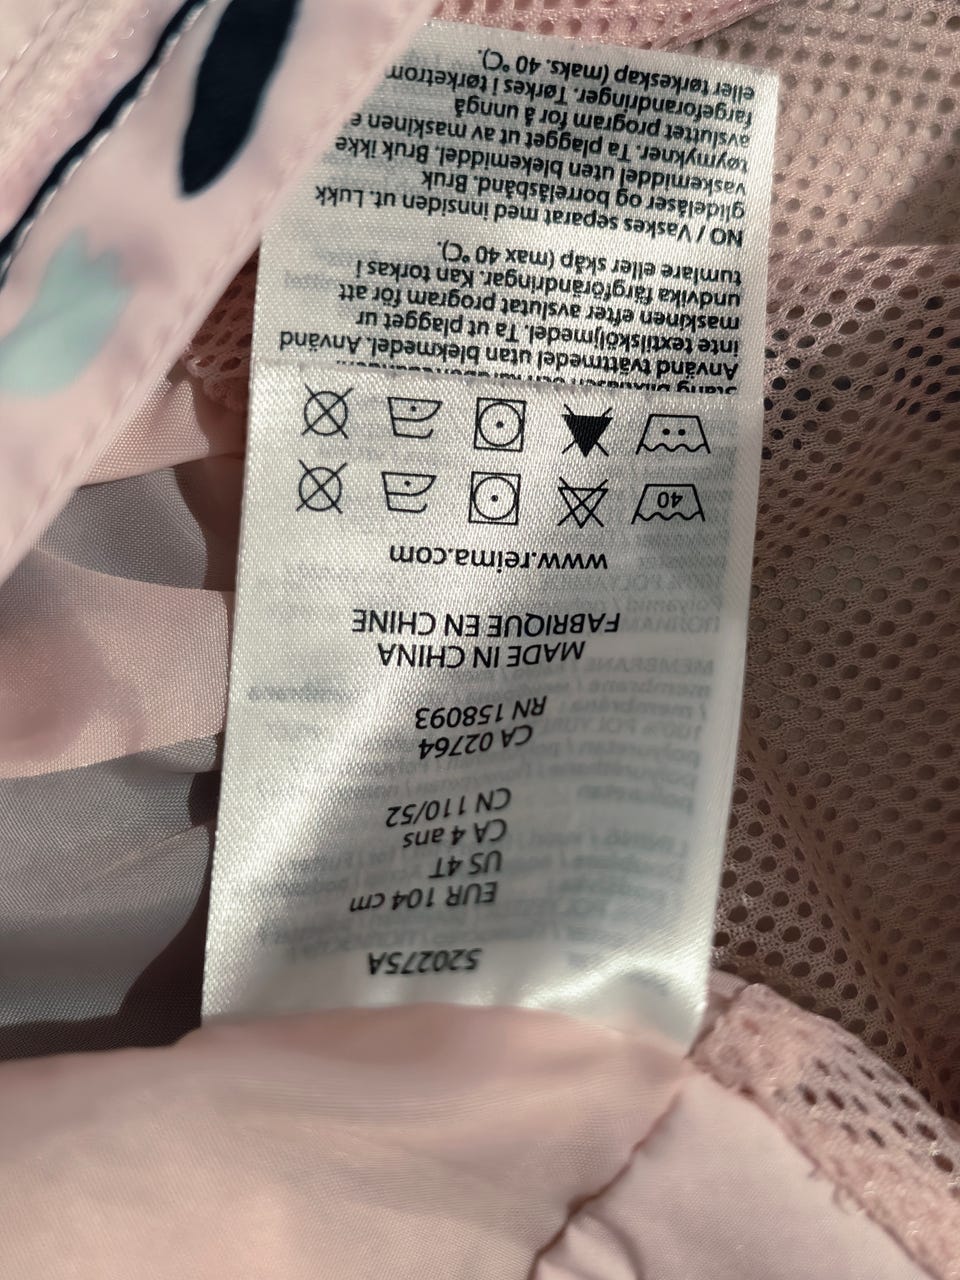 520275A
EUR 104 cm
US 4T
CA 4 ans
CN 110/52
CA 02764
RN 158093
MADE IN CHINA
FABRIQUE EN CHINE
www.reima.com
40
Använd tvättmedel utan blekmedel. Använd
inte textilsköljmedel. Ta ut plagget ur
maskinen efter avslutat program för att
undvika färgförändringar. Kan torkas i
tumlare eller skåp (max 40 °C).
NO / Vaskes separat med innsiden ut. Lukk
glidelåser og borrelåsbånd. Bruk
vaskemiddel uten blekemiddel. Bruk ikke
tøymykner. Ta plagget ut av maskinen e
avsluttet program for å unngå
fargeforandringer. Tørkes i tørketrom
eller tørkeskap (maks. 40 °C).